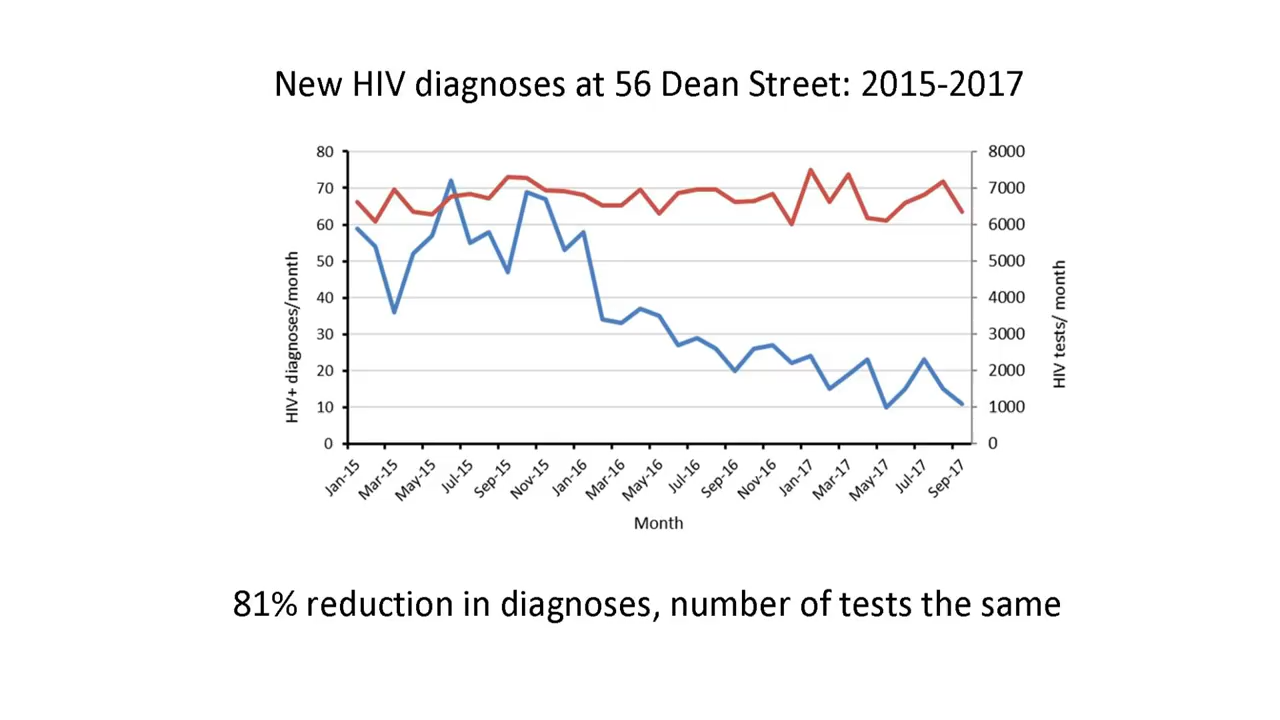 New HIV diagnoses at 56 Dean Street: 2015-2017
80
70
60
50
40
30
20
10
0
HIV+ diagnoses/month
8000
7000
6000
5000
4000
3000
2000
1000
0
HIV tests/ month
Jan-15
Mar-15
May-15
Jul-15
Sep-15
Nov-15
Jan-16
Mar-16
May-16
Jul-16
Sep-16
Nov-16
Jan-17
Mar-17
May-17
Jul-17
Sep-17
Month
81% reduction in diagnoses, number of tests the same